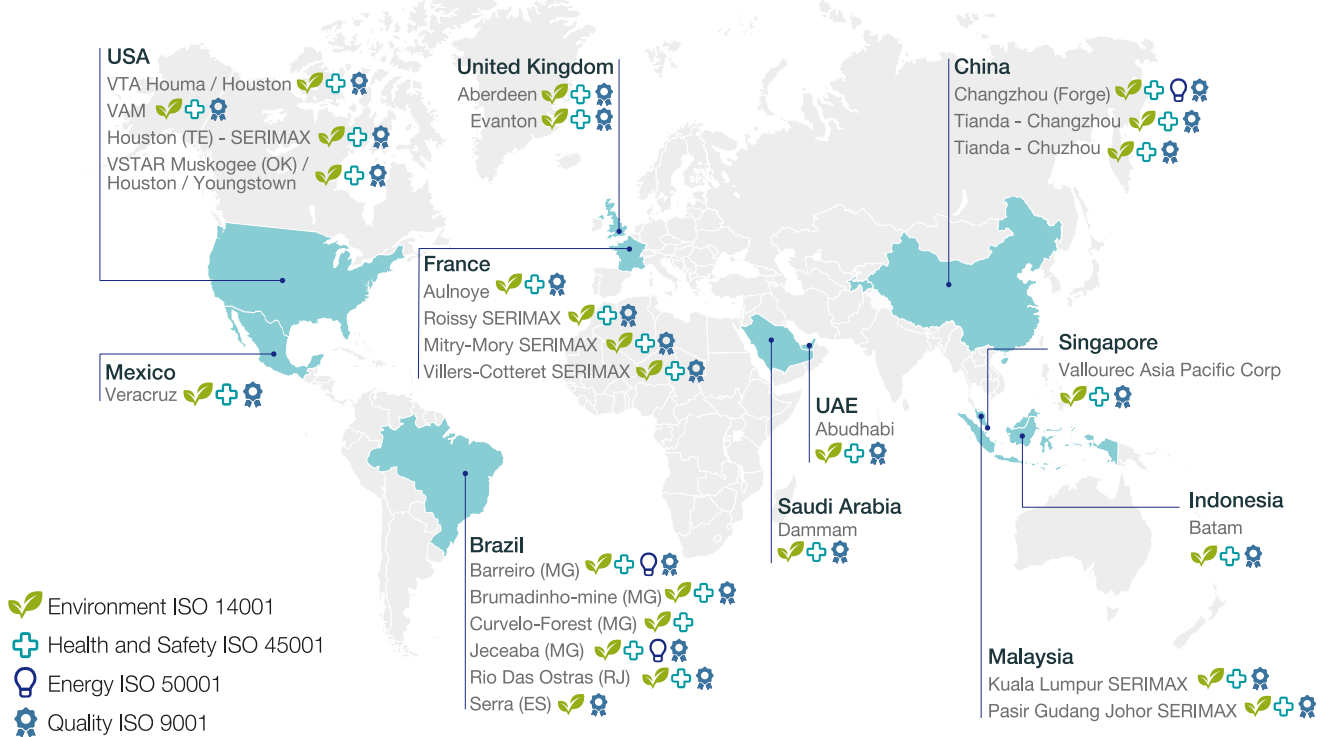 USA
VTA Houma / Houston
VAM
Houston (TE) - SERIMAX
VSTAR Muskogee (OK) /
Houston / Youngstown
United Kingdom
Aberdeen
Evanton
China
Changzhou (Forge)
Tianda - Changzhou
Tianda - Chuzhou
France
Aulnoye
Roissy SERIMAX
Mitry-Mory SERIMAX
Villers-Cotteret SERIMAX
Mexico
Veracruz
Singapore
Vallourec Asia Pacific Corp
UAE
Abudhabi
Saudi Arabia
Dammam
Indonesia
Batam
Brazil
Barreiro (MG)
Brumadinho-mine (MG)
Curvelo-Forest (MG)
Jeceaba (MG)
Rio Das Ostras (RJ)
Serra (ES)
Malaysia
Kuala Lumpur SERIMAX
Pasir Gudang Johor SERIMAX
Environment ISO 14001
Health and Safety ISO 45001
Energy ISO 50001
Quality ISO 9001